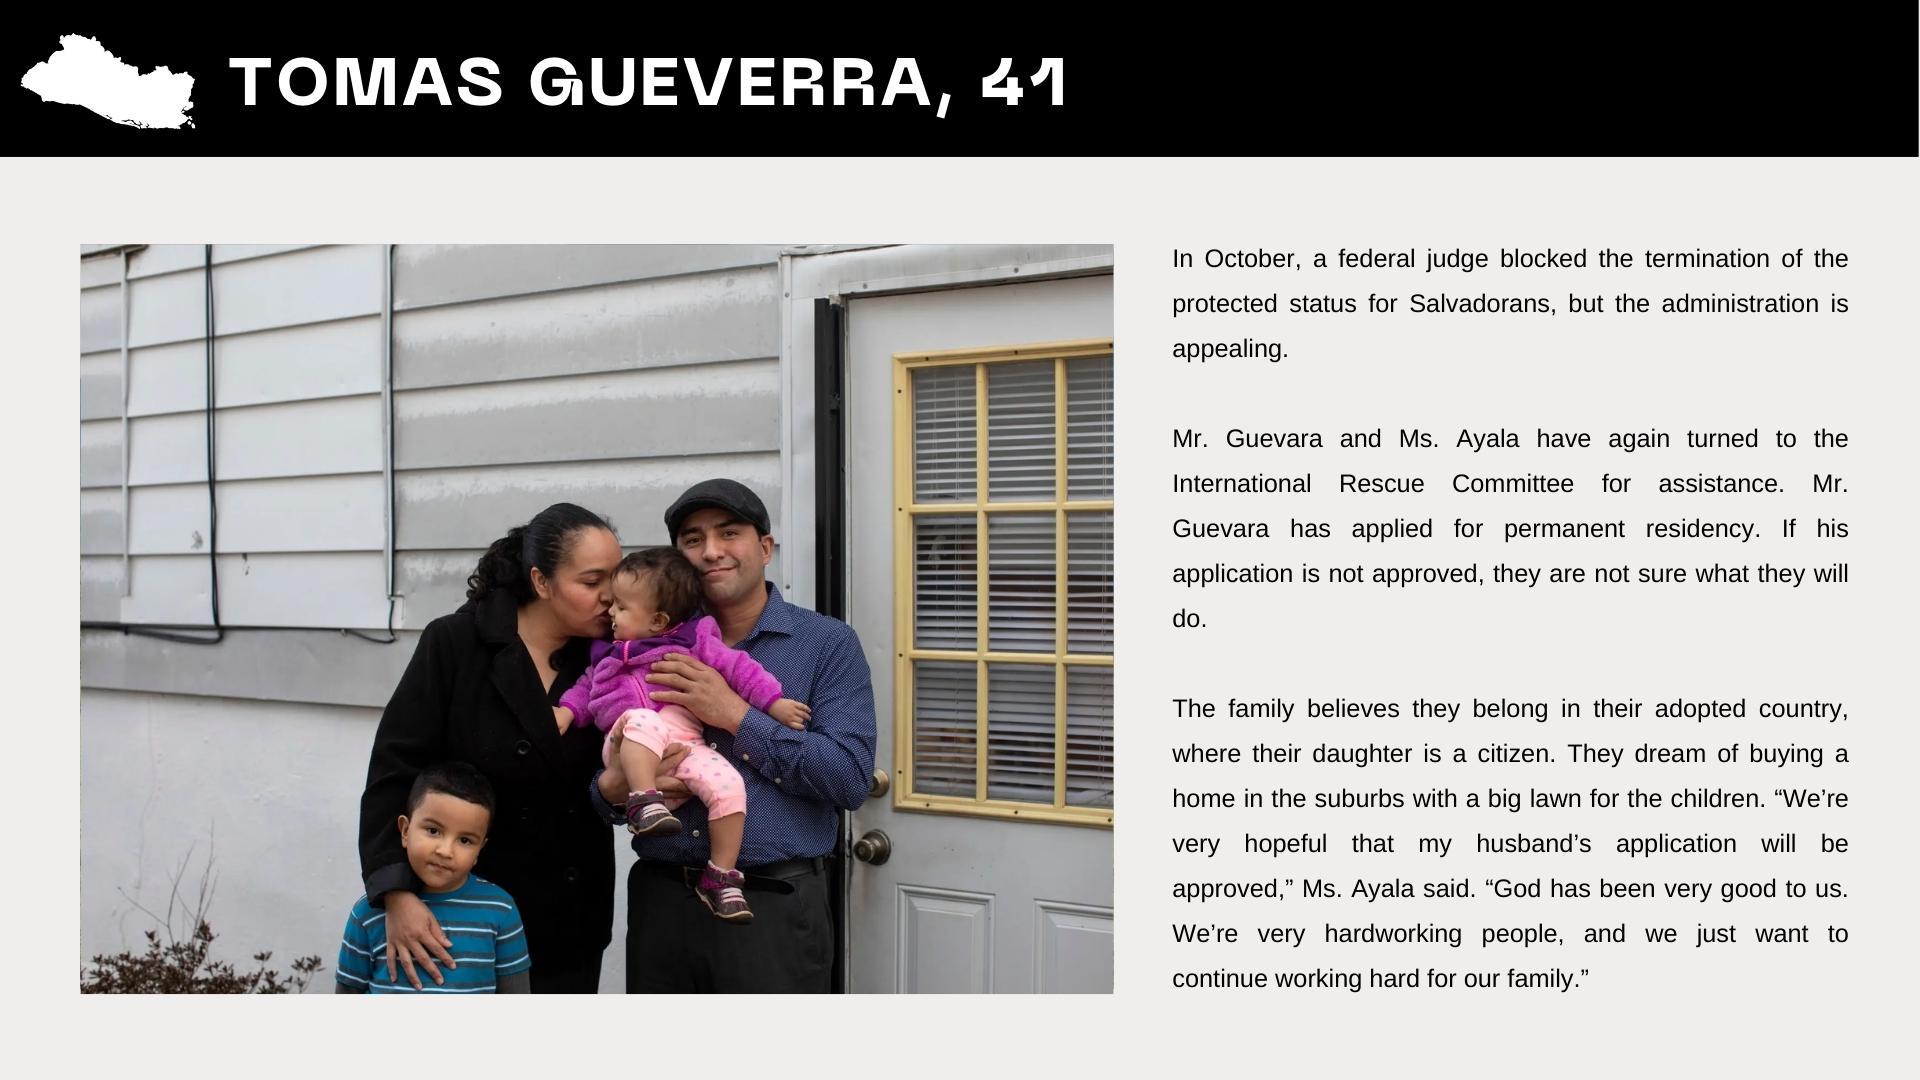 TOMAS GUEVERRA, 41
In October, a federal judge blocked the termination of the
protected status for Salvadorans, but the administration is
appealing.
Mr. Guevara and Ms. Ayala have again turned to the
International Rescue Committee for assistance. Mr.
Guevara has applied for permanent residency. If his
application is not approved, they are not sure what they will
do.
The family believes they belong in their adopted country,
where their daughter is a citizen. They dream of buying a
home in the suburbs with a big lawn for the children. “We’re
very hopeful that my husband’s application will be
approved,” Ms. Ayala said. “God has been very good to us.
We’re very hardworking people, and we just want to
continue working hard for our family.”